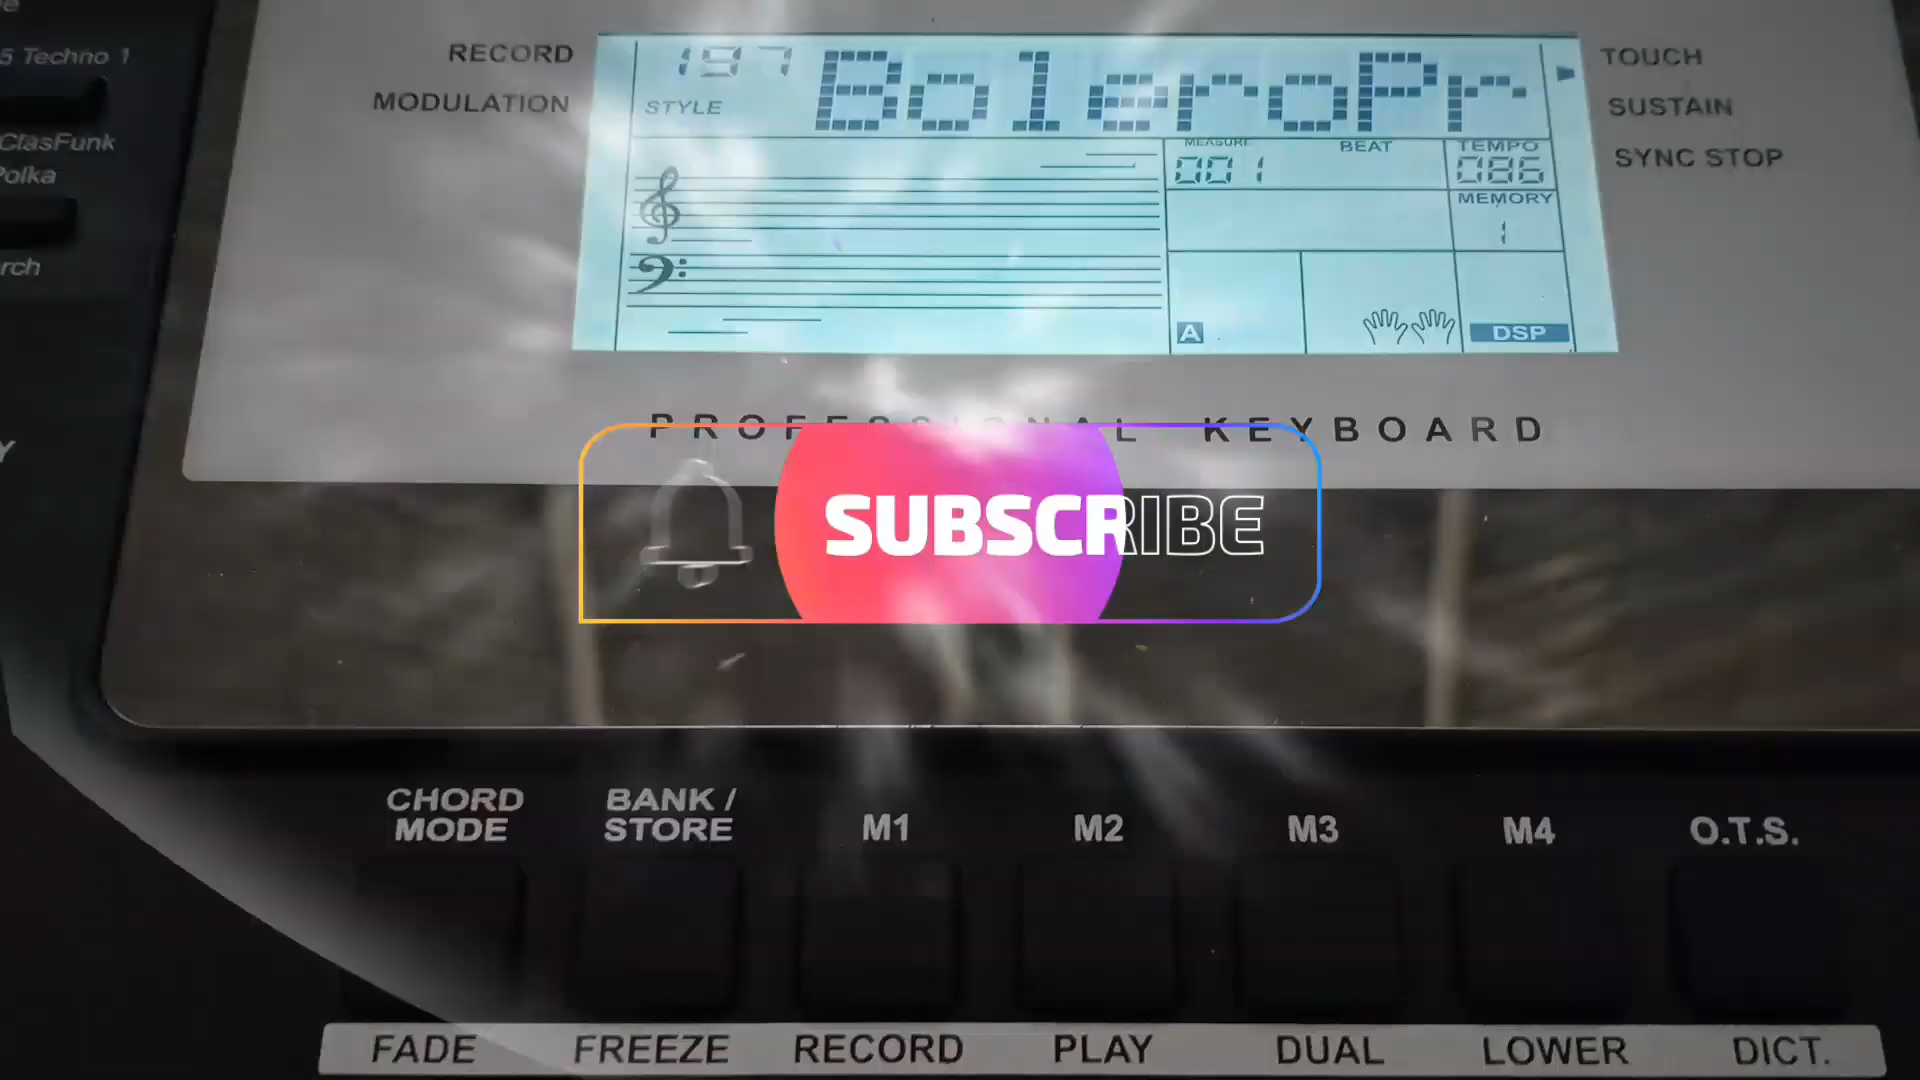 5 Techno 1
ClasFunk
Polka
rch
Y
RECORD
MODULATION
197
STYLE
BoleroPr
MEASURE
001
BEAT
TEMPO
086
MEMORY
1
A
DSP
TOUCH
SUSTAIN
SYNC STOP
PROFESSIONAL KEYBOARD
SUBSCRIBE
CHORD
MODE
BANK /
STORE
M1
M2
M3
M4
O.T.S.
FADE
FREEZE
RECORD
PLAY
DUAL
LOWER
DICT.